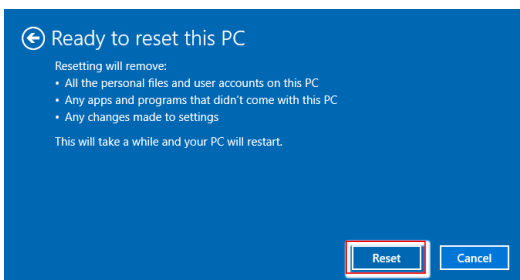 Ready to reset this PC
Resetting will remove:
• All the personal files and user accounts on this PC
• Any apps and programs that didn't come with this PC
• Any changes made to settings
This will take a while and your PC will restart.
Reset Cancel